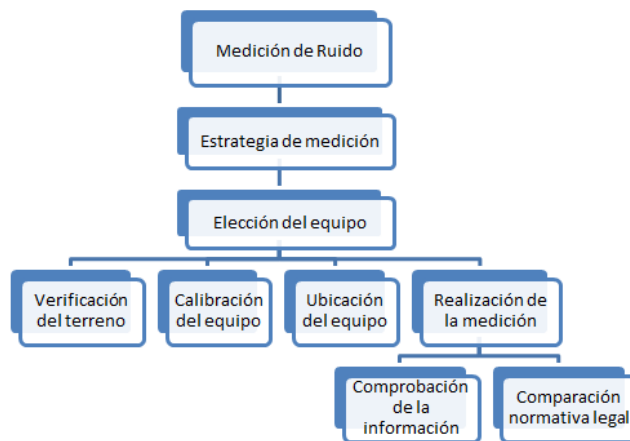 Medición de Ruido
Estrategia de medición
Elección del equipo
Verificación
del terreno
Calibración
del equipo
Ubicación
del equipo
Realización de
la medición
Comprobación
de la
información
Comparación
normativa legal